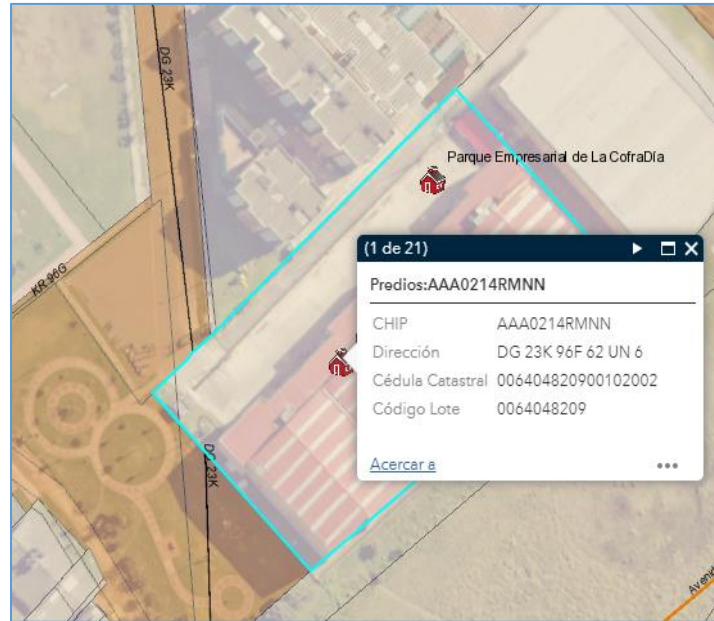 DG 23K
Parque Empresarial de La CofraDía
KR 96G
(1 de 21)
Predios:AAA0214RMNN
CHIP AAA0214RMNN
Dirección DG 23K 96F 62 UN 6
Cédula Catastral 006404820900102002
Código Lote 0064048209
Acercar a
DG 23K
Avenid